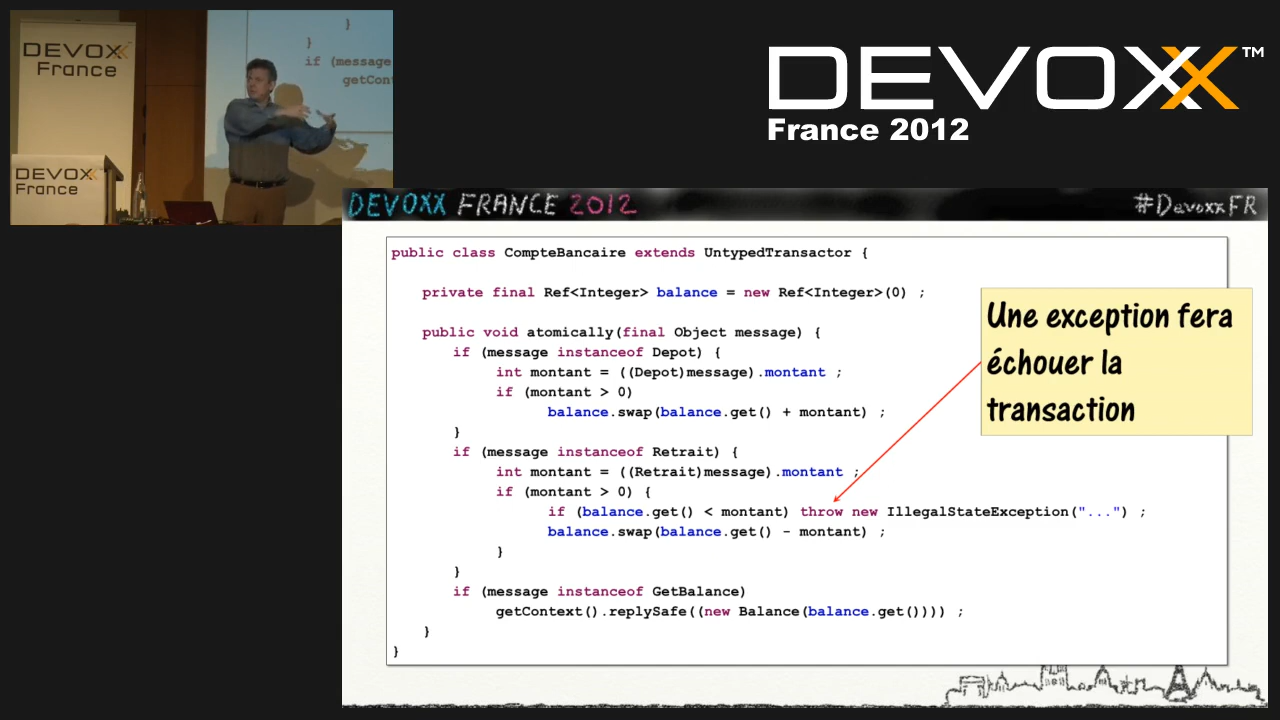 DEVOXX
France
}
}
if (message
getCon
DEVOXX
France
DEVOXX™
France 2012
DEVOXX FRANCE 2012
#DevoxxFR
public class CompteBancaire extends UntypedTransactor {
private final Ref<Integer> balance = new Ref<Integer>(0) ;
public void atomically(final Object message) {
if (message instanceof Depot) {
int montant = ((Depot)message).montant ;
if (montant > 0)
balance.swap(balance.get() + montant) ;
}
if (message instanceof Retrait) {
int montant = ((Retrait)message).montant ;
if (montant > 0) {
if (balance.get() < montant) throw new IllegalStateException("...") ;
balance.swap(balance.get() - montant) ;
}
}
if (message instanceof GetBalance)
getContext().replySafe((new Balance(balance.get()))) ;
}
}
Une exception fera
échouer la
transaction